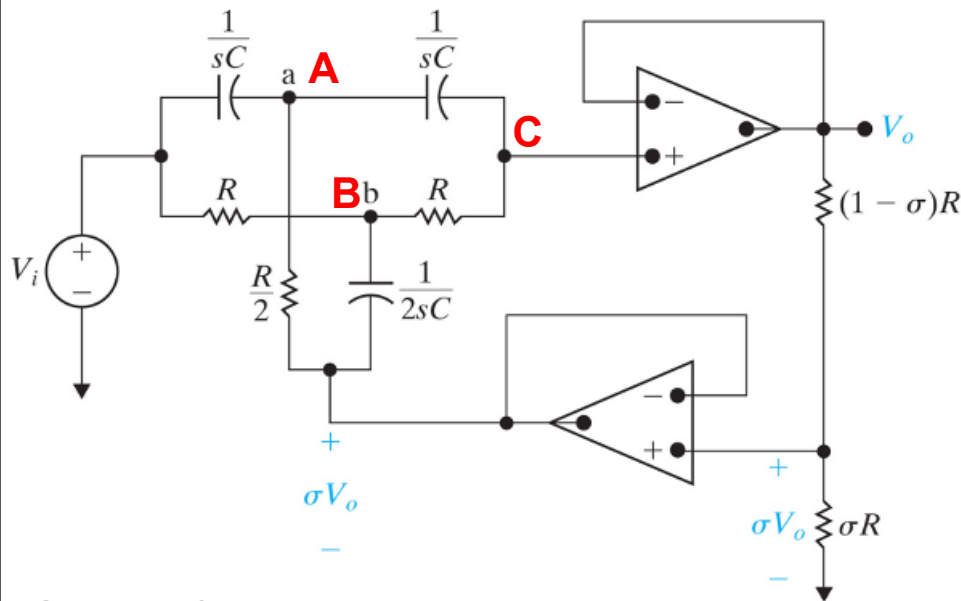 1
sC
1
sC
a A
C
−
+
V_o
R
B b
R
(1 − σ)R
+
−
V_i
R
2
1
2sC
−
+
+
σV_o
−
+
σV_o
−
σR